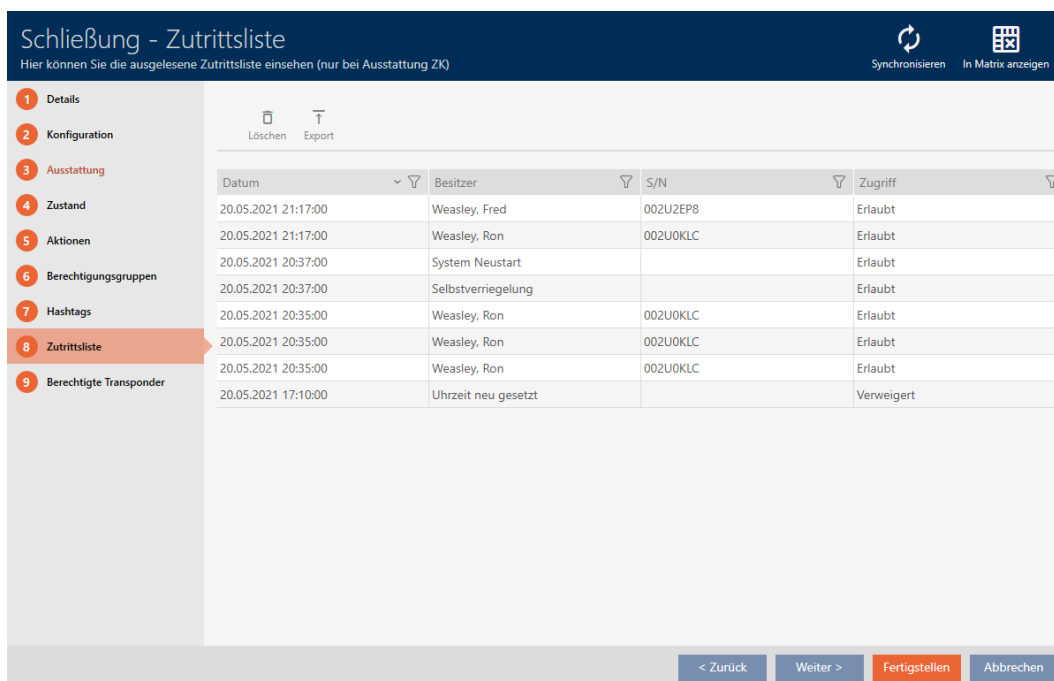 Schließung - Zutrittsliste
Hier können Sie die ausgelesene Zutrittsliste einsehen (nur bei Ausstattung ZK)
Synchronisieren
In Matrix anzeigen
1 Details
2 Konfiguration
3 Ausstattung
4 Zustand
5 Aktionen
6 Berechtigungsgruppen
7 Hashtags
8 Zutrittsliste
9 Berechtigte Transponder
Löschen Export
Datum Besitzer S/N Zugriff
20.05.2021 21:17:00 Weasley, Fred 002U2EP8 Erlaubt
20.05.2021 21:17:00 Weasley, Ron 002U0KLC Erlaubt
20.05.2021 20:37:00 System Neustart Erlaubt
20.05.2021 20:37:00 Selbstverriegelung Erlaubt
20.05.2021 20:35:00 Weasley, Ron 002U0KLC Erlaubt
20.05.2021 20:35:00 Weasley, Ron 002U0KLC Erlaubt
20.05.2021 20:35:00 Weasley, Ron 002U0KLC Erlaubt
20.05.2021 17:10:00 Uhrzeit neu gesetzt Verweigert
< Zurück Weiter > Fertigstellen Abbrechen